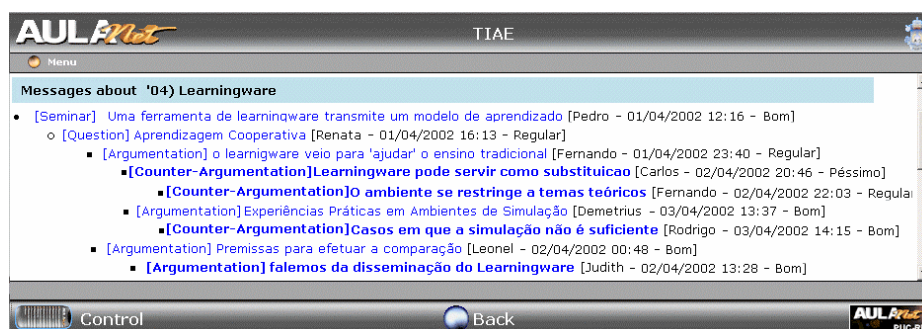 AULANet
TIAE
Menu
Messages about '04) Learningware
[Seminar] Uma ferramenta de learningware transmite um modelo de aprendizado [Pedro - 01/04/2002 12:16 - Bom]
[Question] Aprendizagem Cooperativa [Renata - 01/04/2002 16:13 - Regular]
[Argumentation] o learnigware veio para 'ajudar' o ensino tradicional [Fernando - 01/04/2002 23:40 - Regular]
[Counter-Argumentation]Learningware pode servir como substituicao [Carlos - 02/04/2002 20:46 - Péssimo]
[Counter-Argumentation]O ambiente se restringe a temas teóricos [Fernando - 02/04/2002 22:03 - Regular
[Argumentation] Experiências Práticas em Ambientes de Simulação [Demetrius - 03/04/2002 13:37 - Bom]
[Counter-Argumentation]Casos em que a simulação não é suficiente [Rodrigo - 03/04/2002 14:15 - Bom]
[Argumentation] Premissas para efetuar a comparação [Leonel - 02/04/2002 00:48 - Bom]
[Argumentation] falemos da disseminação do Learningware [Judith - 02/04/2002 13:28 - Bom]
Control
Back
AULANet